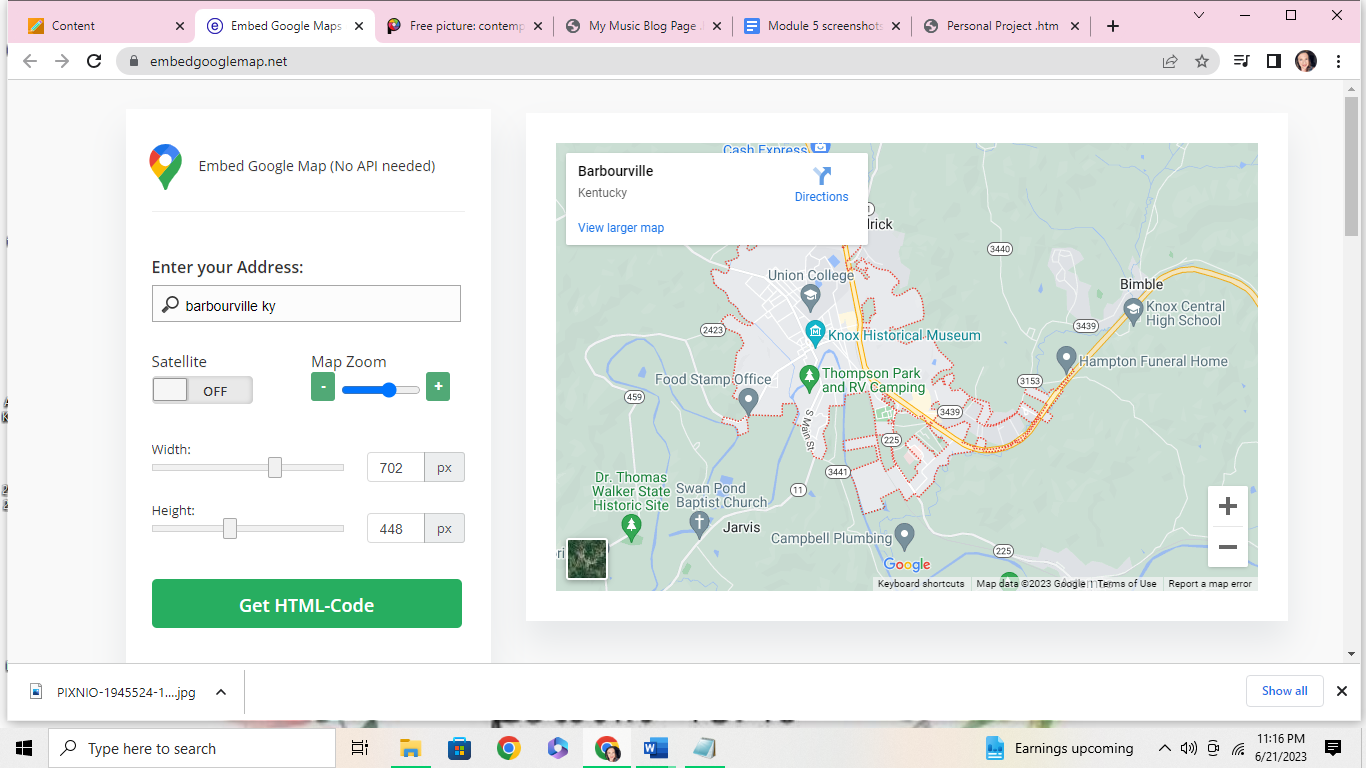 Content
Embed Google Maps
Free picture: contemp
My Music Blog Page .
Module 5 screenshots
Personal Project .htm
embedgooglemap.net
Embed Google Map (No API needed)
Enter your Address:
barbourville ky
Satellite
Map Zoom
OFF
-
+
Width:
702
px
Height:
448
px
Get HTML-Code
Cash Express
Barbourville
Kentucky
Directions
View larger map
rick
3440
Union College
Bimble
Knox Central
High School
2423
Knox Historical Museum
3439
Hampton Funeral Home
Food Stamp Office
Thompson Park
and RV Camping
3153
459
3439
S Main St
225
3441
Dr. Thomas
Walker State
Historic Site
Swan Pond
Baptist Church
11
Jarvis
Campbell Plumbing
225
Google
Keyboard shortcuts
Map data ©2023 Google
Terms of Use
Report a map error
PIXNIO-1945524-1....jpg
Show all
Type here to search
Earnings upcoming
11:16 PM
6/21/2023